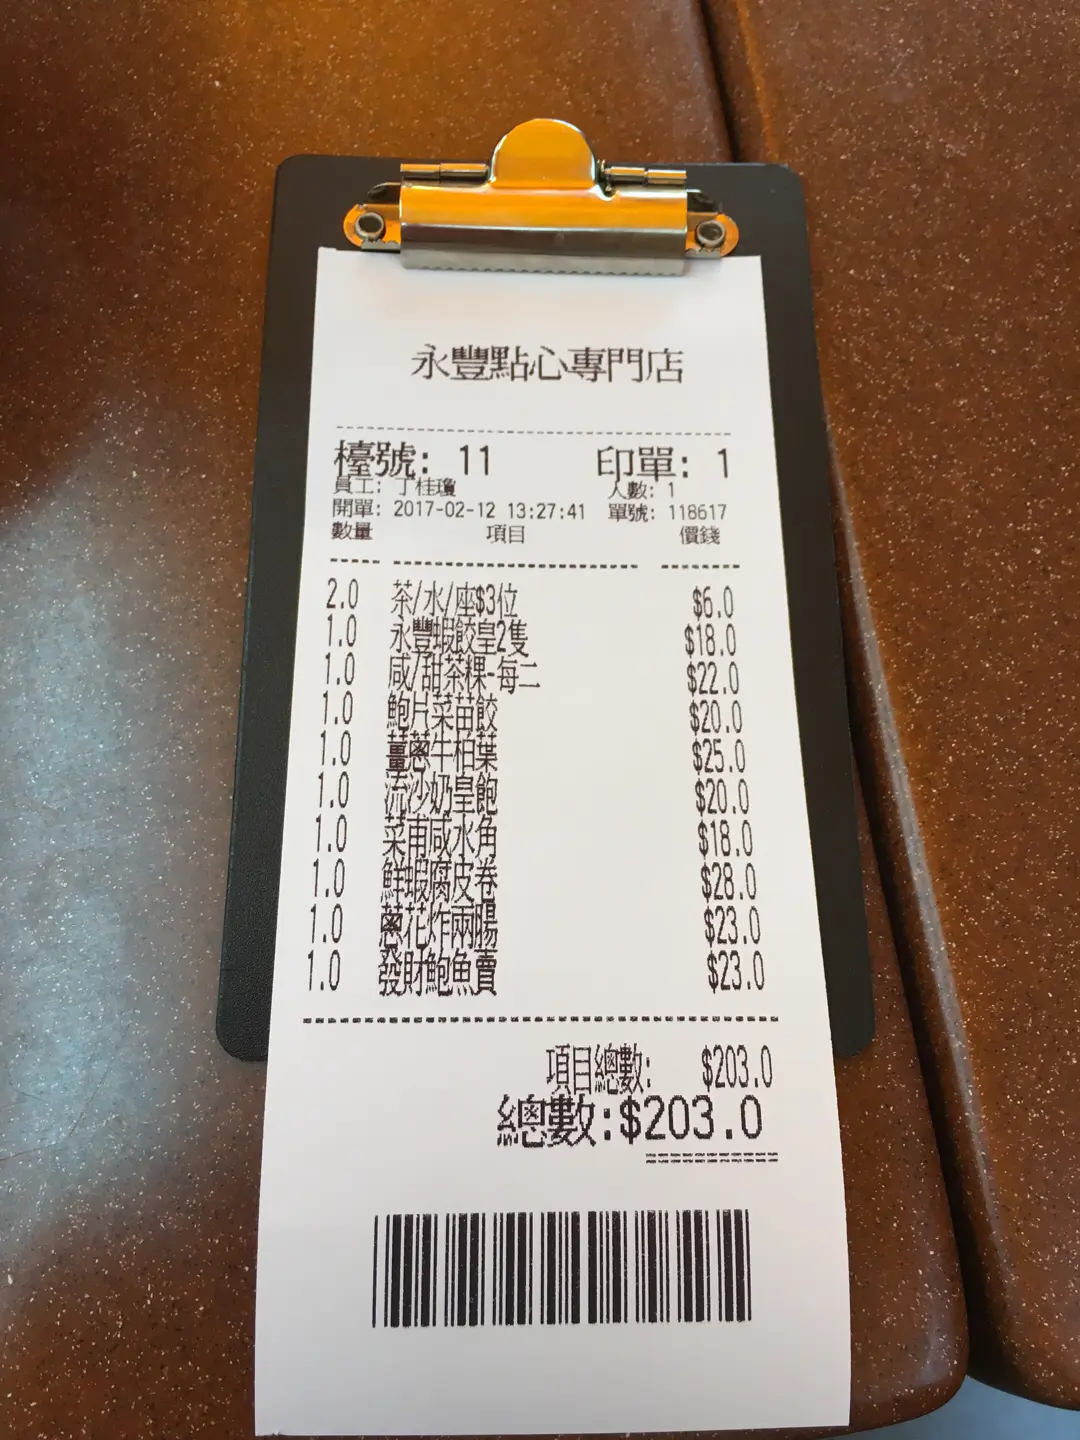 永豐點心專門店
檯號: 11 印單: 1
員工: 丁桂瓊 人數: 1
開單: 2017-02-12 13:27:41 單號: 118617
數量 項目 價錢
2.0 茶/水/座$3位 $6.0
1.0 永豐蝦餃皇2隻 $18.0
1.0 咸/甜茶粿-每二 $22.0
1.0 鮑片菜苗餃 $20.0
1.0 薑蔥牛柏葉 $25.0
1.0 流沙奶皇飽 $20.0
1.0 菜甫咸水角 $18.0
1.0 鮮蝦腐皮卷 $28.0
1.0 蔥花炸兩腸 $23.0
1.0 發財鮑魚賣 $23.0
項目總數: $203.0
總數:$203.0